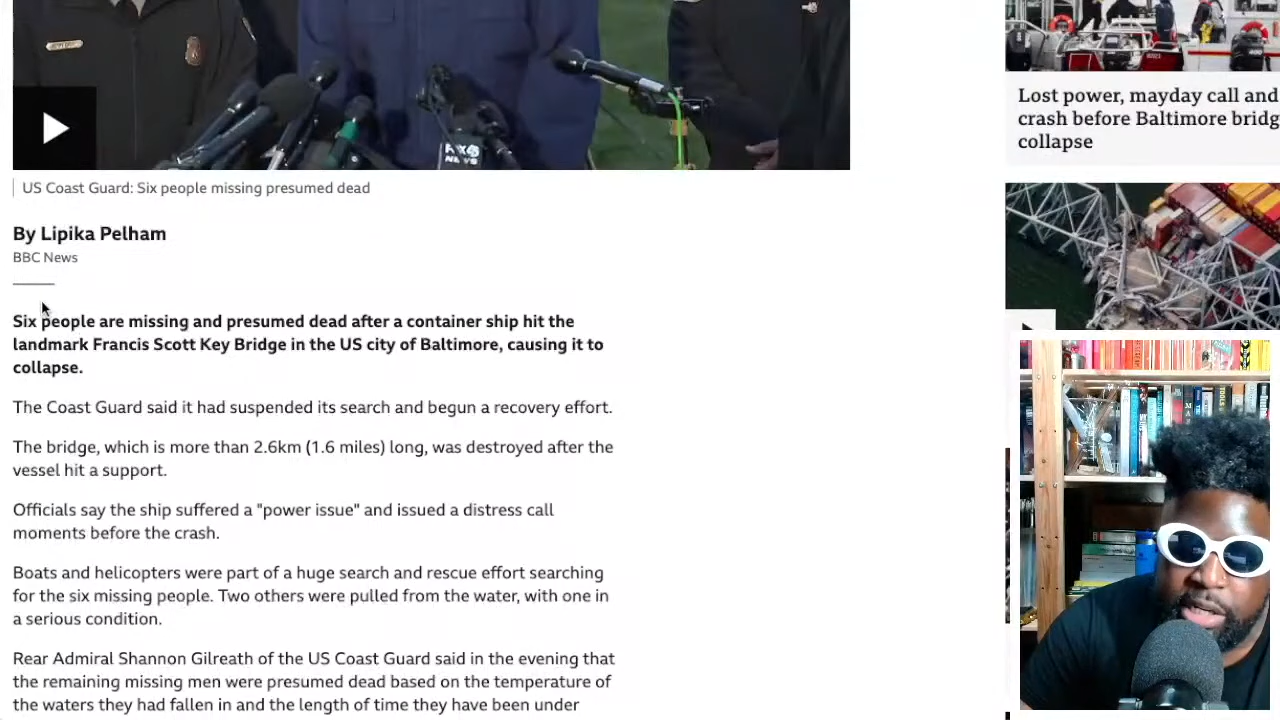 US Coast Guard: Six people missing presumed dead
By Lipika Pelham
BBC News
Six people are missing and presumed dead after a container ship hit the
landmark Francis Scott Key Bridge in the US city of Baltimore, causing it to
collapse.
The Coast Guard said it had suspended its search and begun a recovery effort.
The bridge, which is more than 2.6km (1.6 miles) long, was destroyed after the
vessel hit a support.
Officials say the ship suffered a "power issue" and issued a distress call
moments before the crash.
Boats and helicopters were part of a huge search and rescue effort searching
for the six missing people. Two others were pulled from the water, with one in
a serious condition.
Rear Admiral Shannon Gilreath of the US Coast Guard said in the evening that
the remaining missing men were presumed dead based on the temperature of
the waters they had fallen in and the length of time they have been under
Lost power, mayday call and
crash before Baltimore bridg
collapse
NEWS